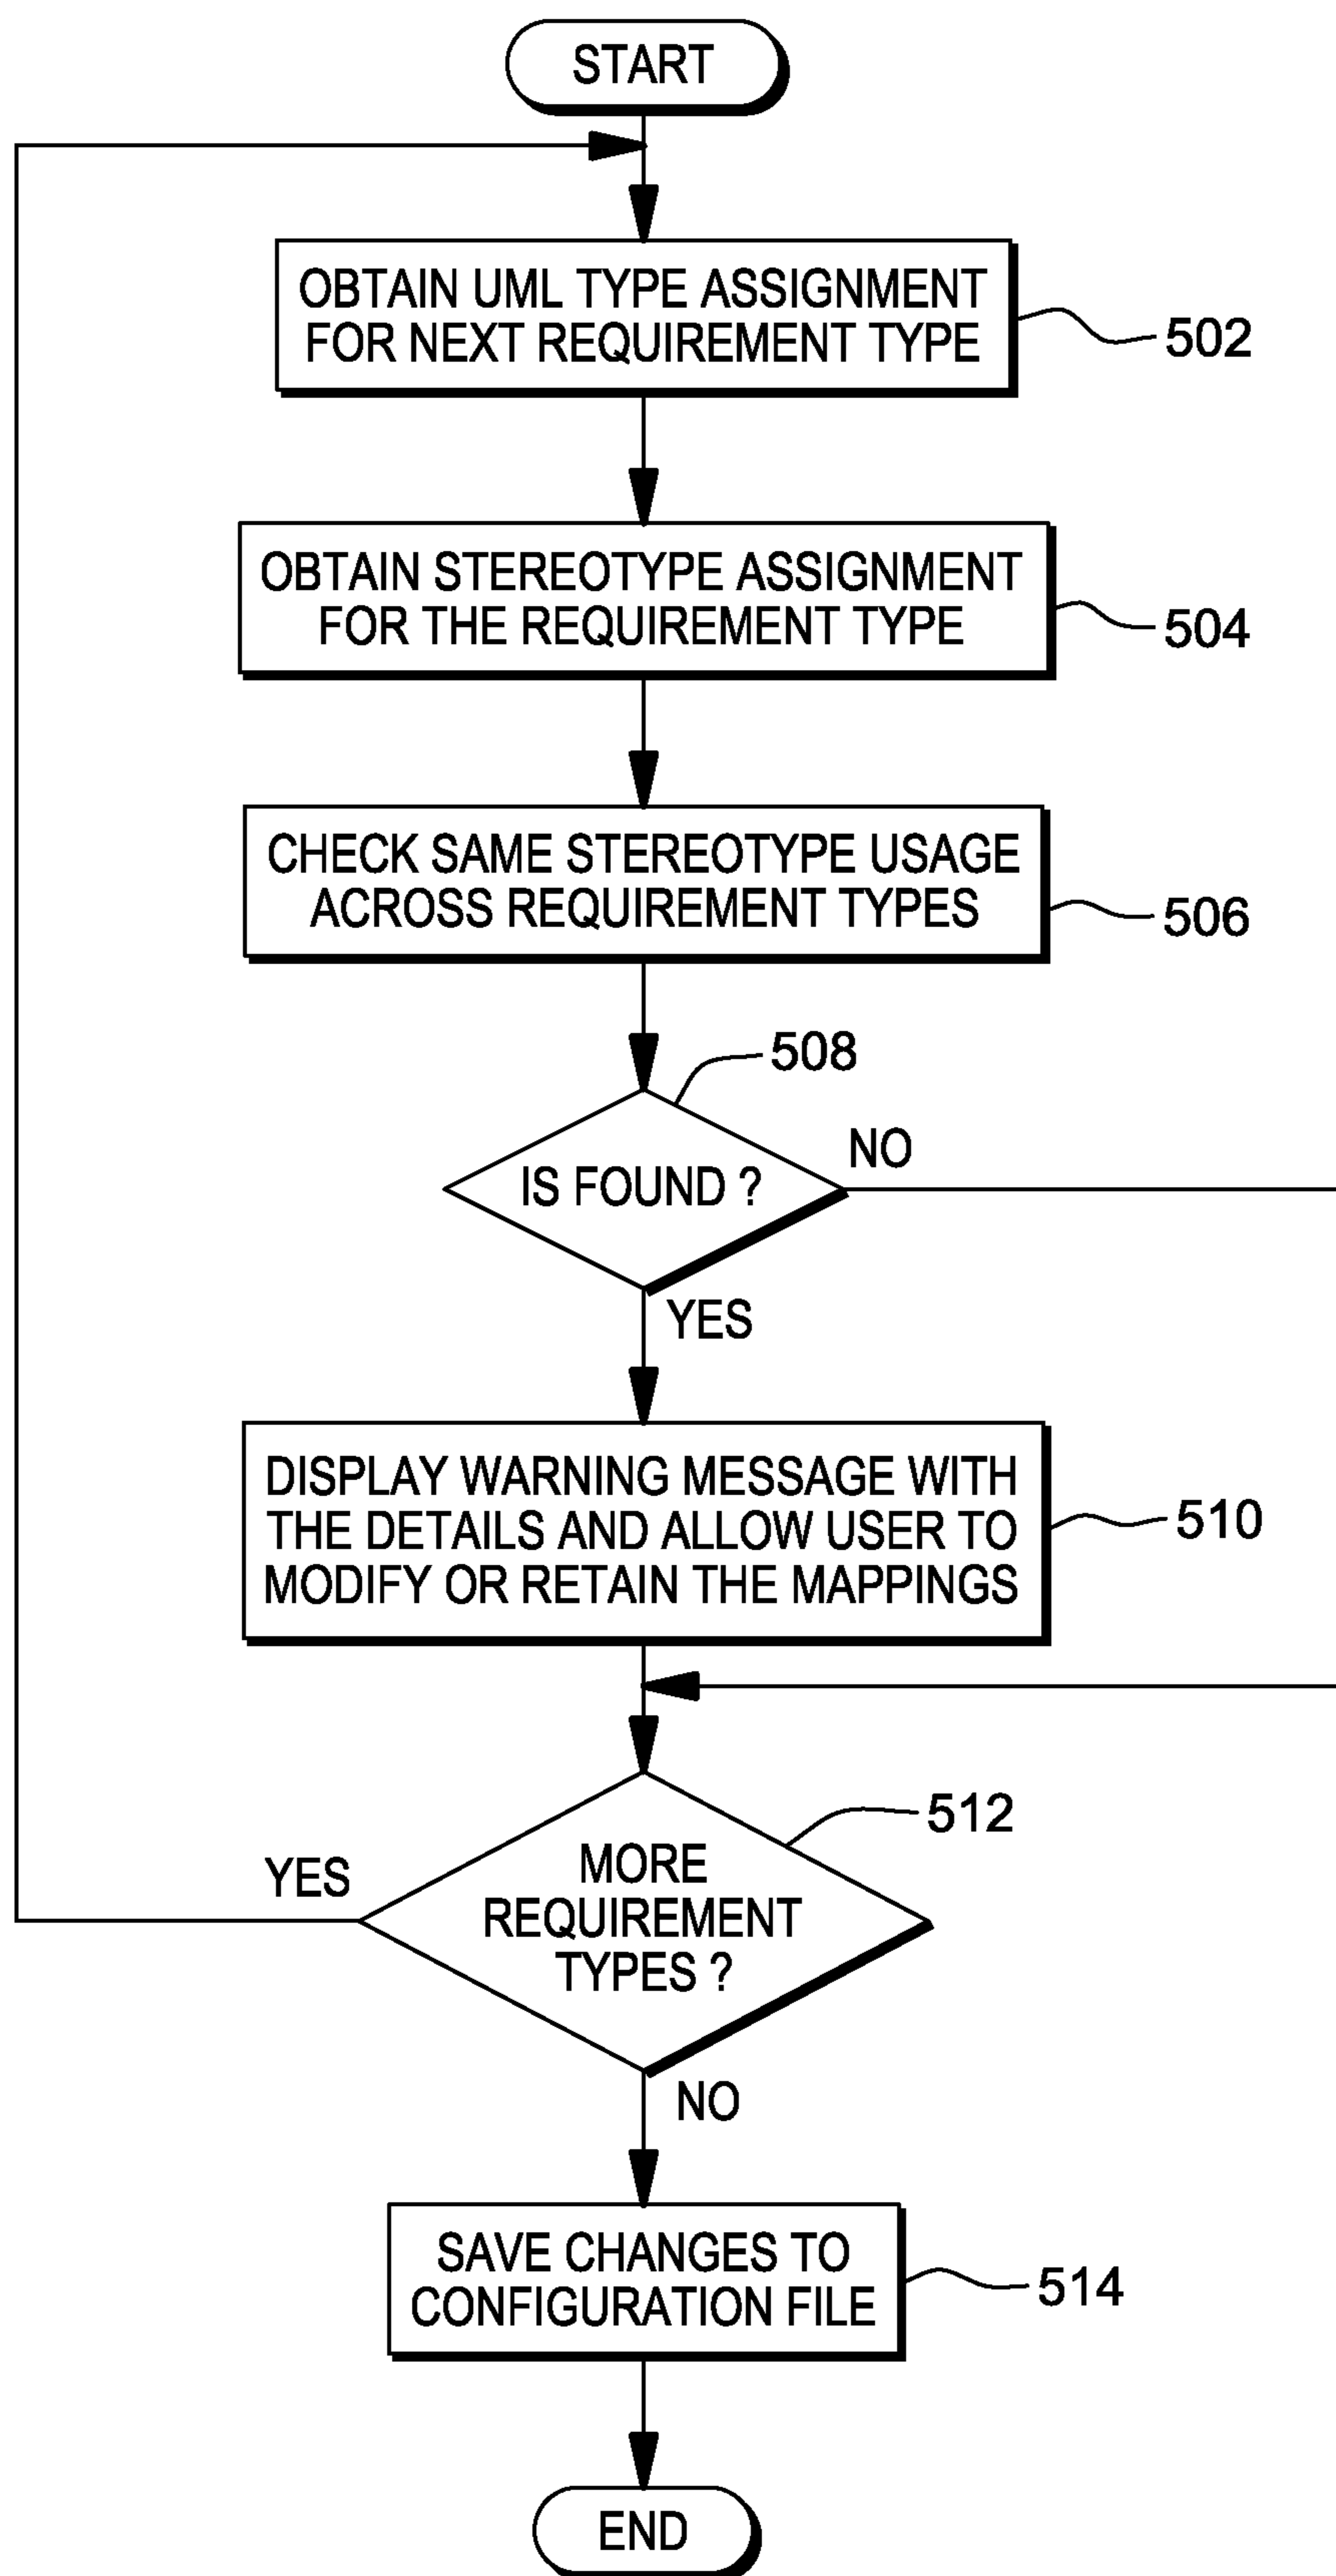 START
OBTAIN UML TYPE ASSIGNMENT
FOR NEXT REQUIREMENT TYPE
502
OBTAIN STEREOTYPE ASSIGNMENT
FOR THE REQUIREMENT TYPE
504
CHECK SAME STEREOTYPE USAGE
ACROSS REQUIREMENT TYPES
506
508
NO
IS FOUND ?
YES
DISPLAY WARNING MESSAGE WITH
THE DETAILS AND ALLOW USER TO
MODIFY OR RETAIN THE MAPPINGS
510
512
YES
MORE
REQUIREMENT
TYPES ?
NO
SAVE CHANGES TO
CONFIGURATION FILE
514
END